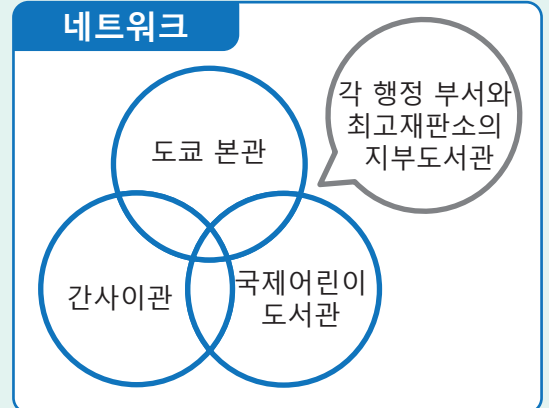 네트워크
각 행정 부서와
최고재판소의
지부도서관
도쿄 본관
간사이관
국제어린이
도서관